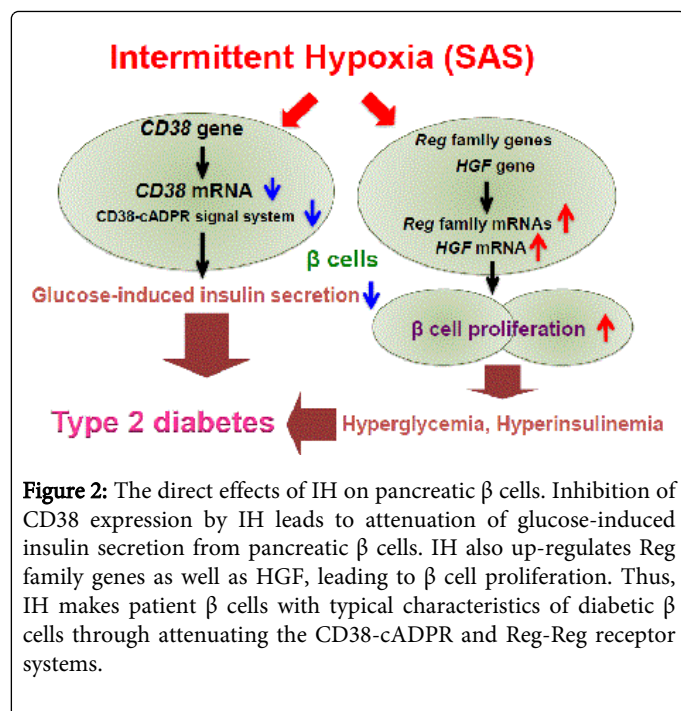 Intermittent Hypoxia (SAS)
CD38 gene
CD38 mRNA
CD38-cADPR signal system
Reg family genes
HGF gene
Reg family mRNAs
HGF mRNA
β cells
Glucose-induced insulin secretion
β cell proliferation
Type 2 diabetes
Hyperglycemia, Hyperinsulinemia
Figure 2: The direct effects of IH on pancreatic β cells. Inhibition of
CD38 expression by IH leads to attenuation of glucose-induced
insulin secretion from pancreatic β cells. IH also up-regulates Reg
family genes as well as HGF, leading to β cell proliferation. Thus,
IH makes patient β cells with typical characteristics of diabetic β
cells through attenuating the CD38-cADPR and Reg-Reg receptor
systems.